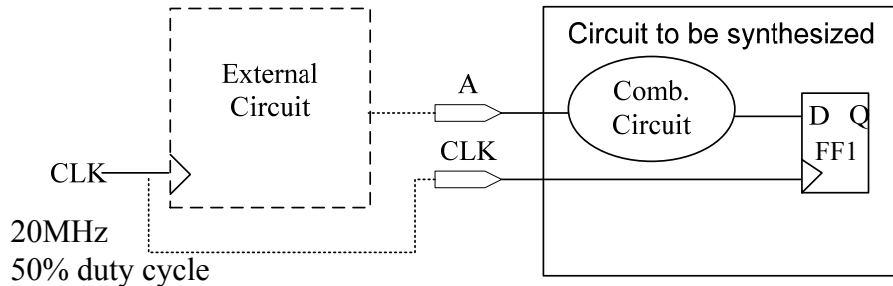 Circuit to be synthesized
External
Circuit
A
Comb.
Circuit
D Q
FF1
CLK
CLK
20MHz
50% duty cycle